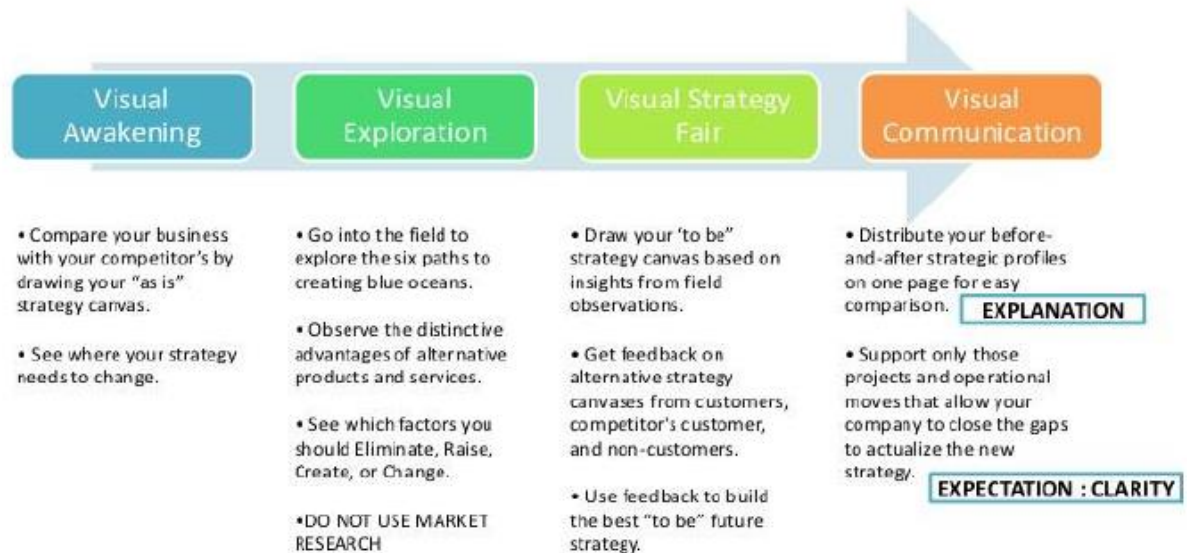 Visual
Awakening
Visual
Exploration
Visual Strategy
Fair
Visual
Communication
• Compare your business
with your competitor's by
drawing your "as is"
strategy canvas.
• See where your strategy
needs to change.
• Go into the field to
explore the six paths to
creating blue oceans.
• Observe the distinctive
advantages of alternative
products and services.
• See which factors you
should Eliminate, Raise,
Create, or Change.
•DO NOT USE MARKET
RESEARCH
• Draw your 'to be"
strategy canvas based on
insights from field
observations.
• Get feedback on
alternative strategy
canvases from customers,
competitor's customer,
and non-customers.
• Use feedback to build
the best "to be" future
strategy.
• Distribute your before-
and-after strategic profiles
on one page for easy
comparison.
EXPLANATION
• Support only those
projects and operational
moves that allow your
company to close the gaps
to actualize the new
strategy.
EXPECTATION : CLARITY